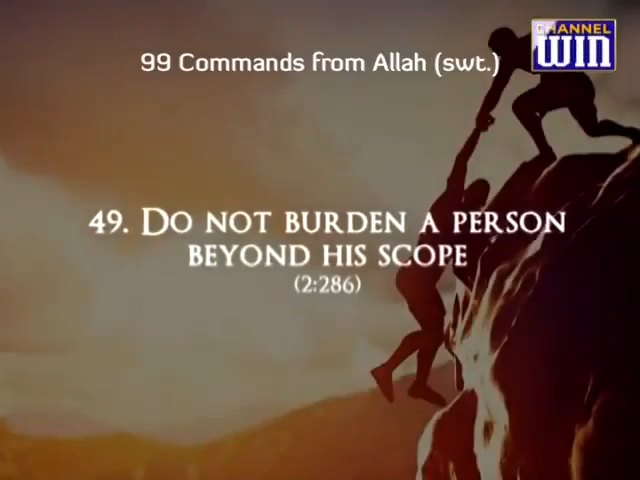 CHANNEL
WIN
99 Commands from Allah (swt.)
49. Do not burden a person
beyond his scope
(2:286)